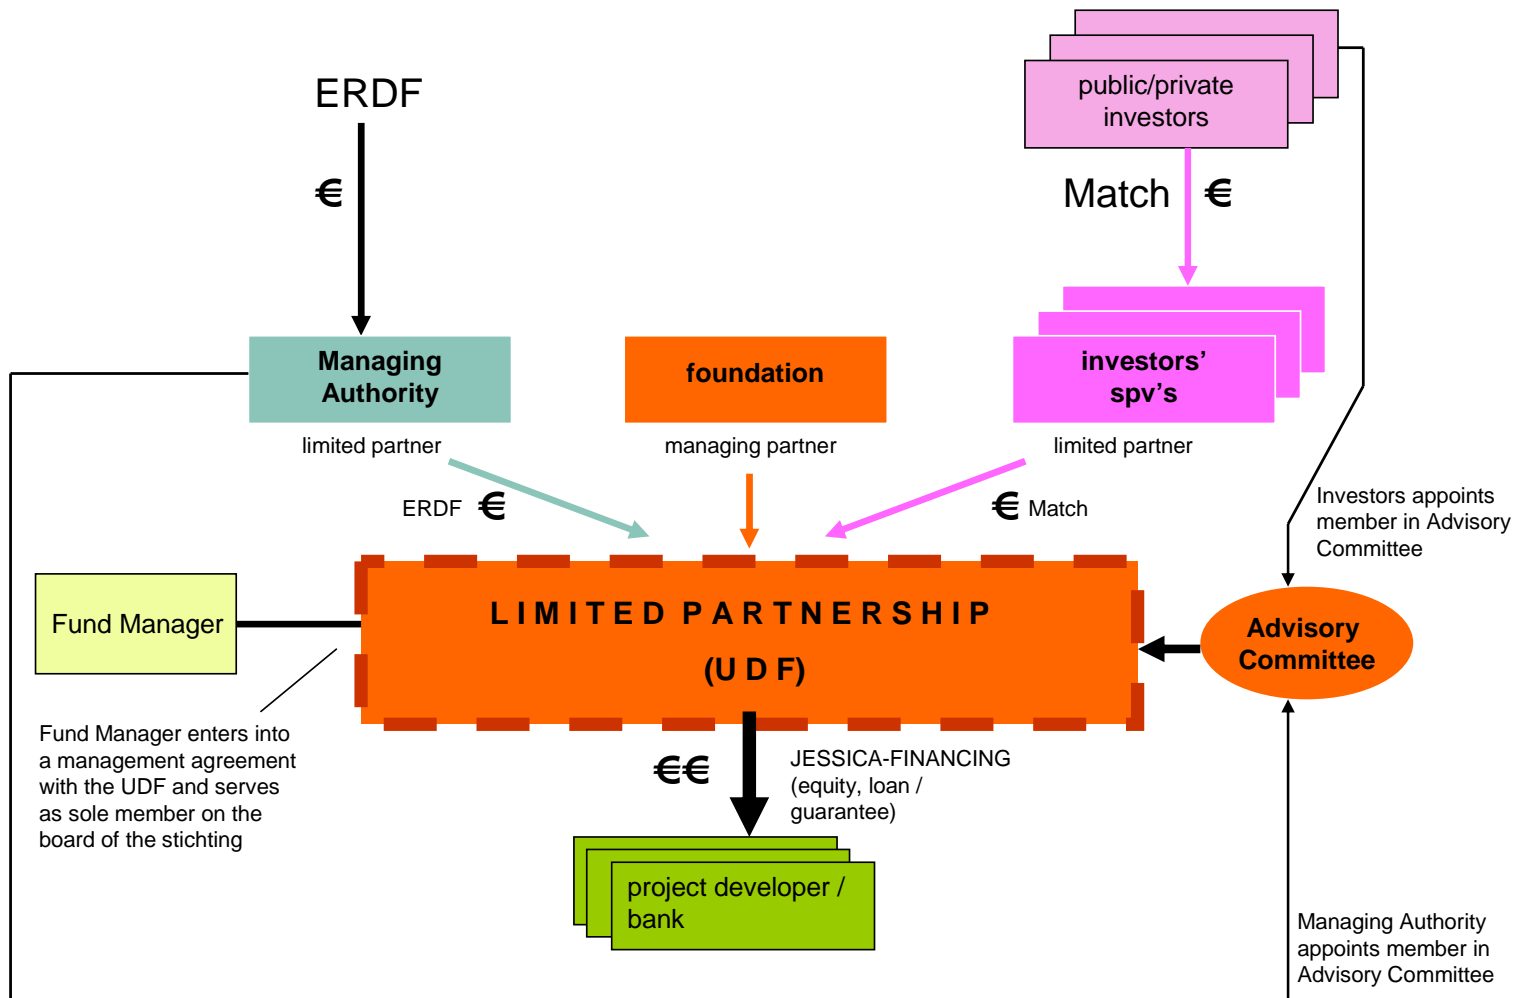 ERDF
€
public/private
investors
Match €
Managing
Authority
foundation
investors'
spv's
limited partner
managing partner
limited partner
ERDF €
€ Match
Investors appoints
member in Advisory
Committee
Fund Manager
LIMITED PARTNERSHIP
(UDF)
Advisory
Committee
Fund Manager enters into
a management agreement
with the UDF and serves
as sole member on the
board of the stichting
€€
JESSICA-FINANCING
(equity, loan /
guarantee)
project developer /
bank
Managing Authority
appoints member in
Advisory Committee